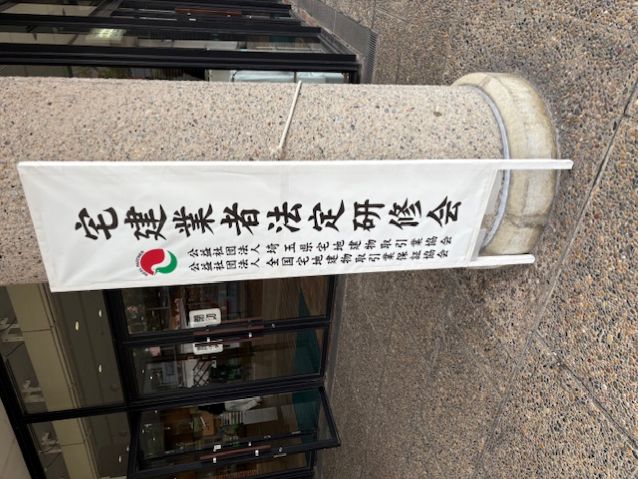 宅建業者法定研修会
公益社団法人 埼玉県宅地建物取引業協会
公益社団法人 全国宅地建物取引業保証協会